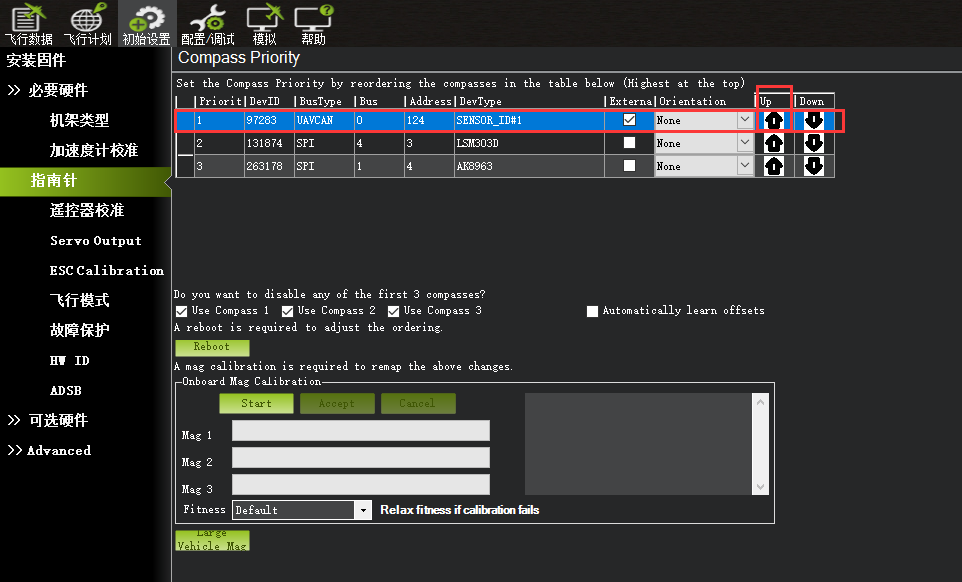 飞行数据 飞行计划 初始设置 配置/调试 模拟 帮助
安装固件
>> 必要硬件
机架类型
加速度计校准
指南针
遥控器校准
Servo Output
ESC Calibration
飞行模式
故障保护
HW ID
ADSB
>> 可选硬件
>> Advanced
Compass Priority
Set the Compass Priority by reordering the compasses in the table below (Highest at the top)
Priorit DevID BusType Bus Address DevType Externa Orientation Up Down
1 97283 UAVCAN 0 124 SENSOR_ID#1 None
2 131874 SPI 4 3 LSM303D None
3 263178 SPI 1 4 AK8963 None
Do you want to disable any of the first 3 compasses?
Use Compass 1 Use Compass 2 Use Compass 3 Automatically learn offsets
A reboot is required to adjust the ordering.
Reboot
A mag calibration is required to remap the above changes.
Onboard Mag Calibration
Start Accept Cancel
Mag 1
Mag 2
Mag 3
Fitness Default Relax fitness if calibration fails
Large
Vehicle Mag